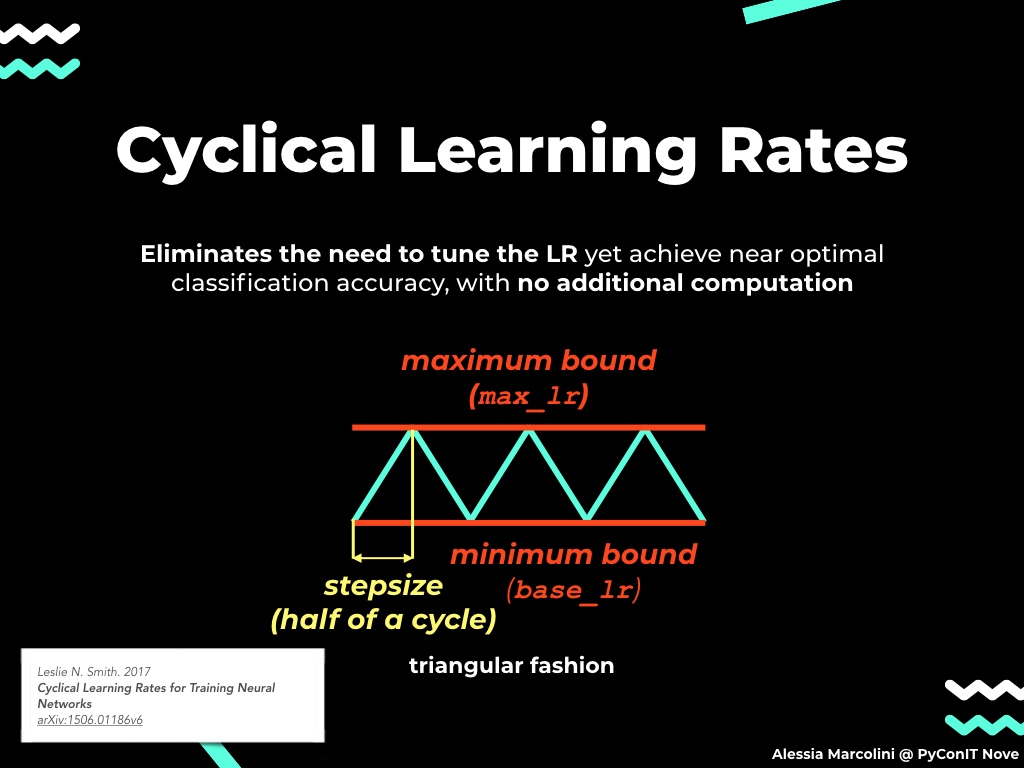 Cyclical Learning Rates
Eliminates the need to tune the LR yet achieve near optimal
classification accuracy, with no additional computation
maximum bound
(max_lr)
minimum bound
(base_lr)
stepsize
(half of a cycle)
triangular fashion
Leslie N. Smith. 2017
Cyclical Learning Rates for Training Neural
Networks
arXiv:1506.01186v6
Alessia Marcolini @ PyConIT Nove